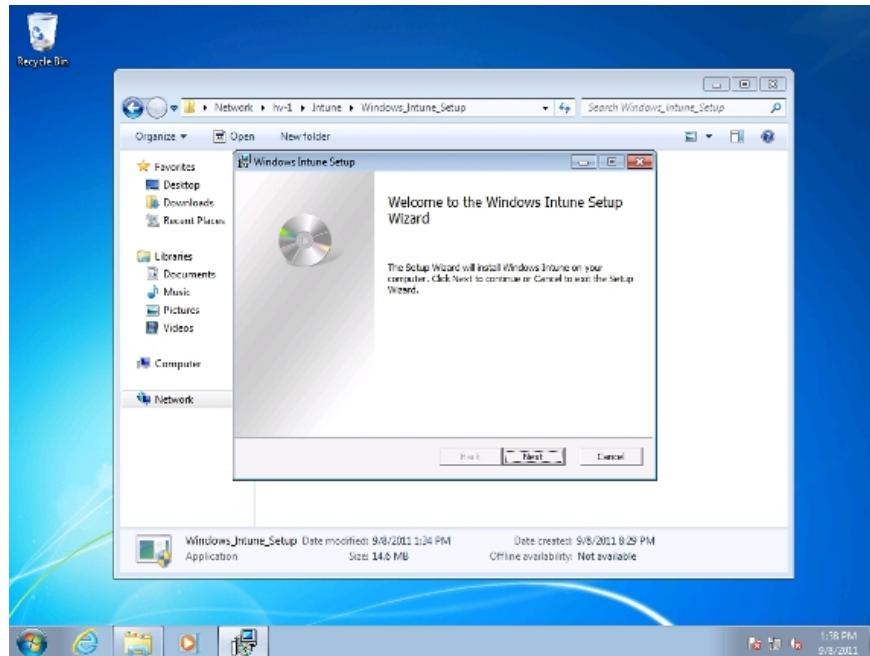 Recycle Bin
Network ▸ hv-1 ▸ Intune ▸ Windows_Intune_Setup
Search Windows_Intune_Setup
Organize
Open
New folder
Favorites
Desktop
Downloads
Recent Places
Libraries
Documents
Music
Pictures
Videos
Computer
Network
Windows Intune Setup
Welcome to the Windows Intune Setup
Wizard
The Setup Wizard will install Windows Intune on your
computer. Click Next to continue or Cancel to exit the Setup
Wizard.
Back
Next
Cancel
Windows_Intune_Setup Date modified: 9/8/2011 1:34 PM Date created: 9/8/2011 8:29 PM
Application Size: 14.6 MB Offline availability: Not available
1:38 PM
9/8/2011